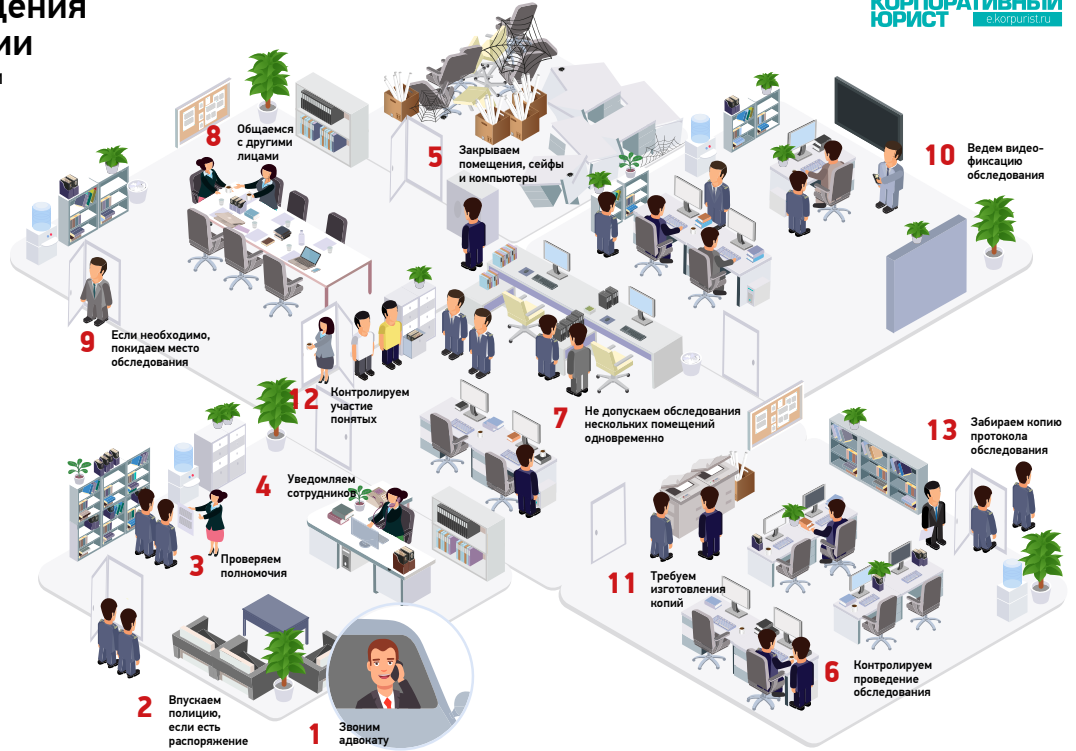 КОРПОРАТИВНЫЙ
ЮРИСТ
e.korpurist.ru
8
Общаемся
с другими
лицами
5
Закрываем
помещения, сейфы
и компьютеры
10
Ведем видео-
фиксацию
обследования
9
Если необходимо,
покидаем место
обследования
12
Контролируем
участие
понятых
7
Не допускаем обследования
нескольких помещений
одновременно
13
Забираем копию
протокола
обследования
4
Уведомляем
сотрудников
3
Проверяем
полномочия
11
Требуем
изготовления
копий
6
Контролируем
проведение
обследования
2
Впускаем
полицию,
если есть
распоряжение
1
Звоним
адвокату